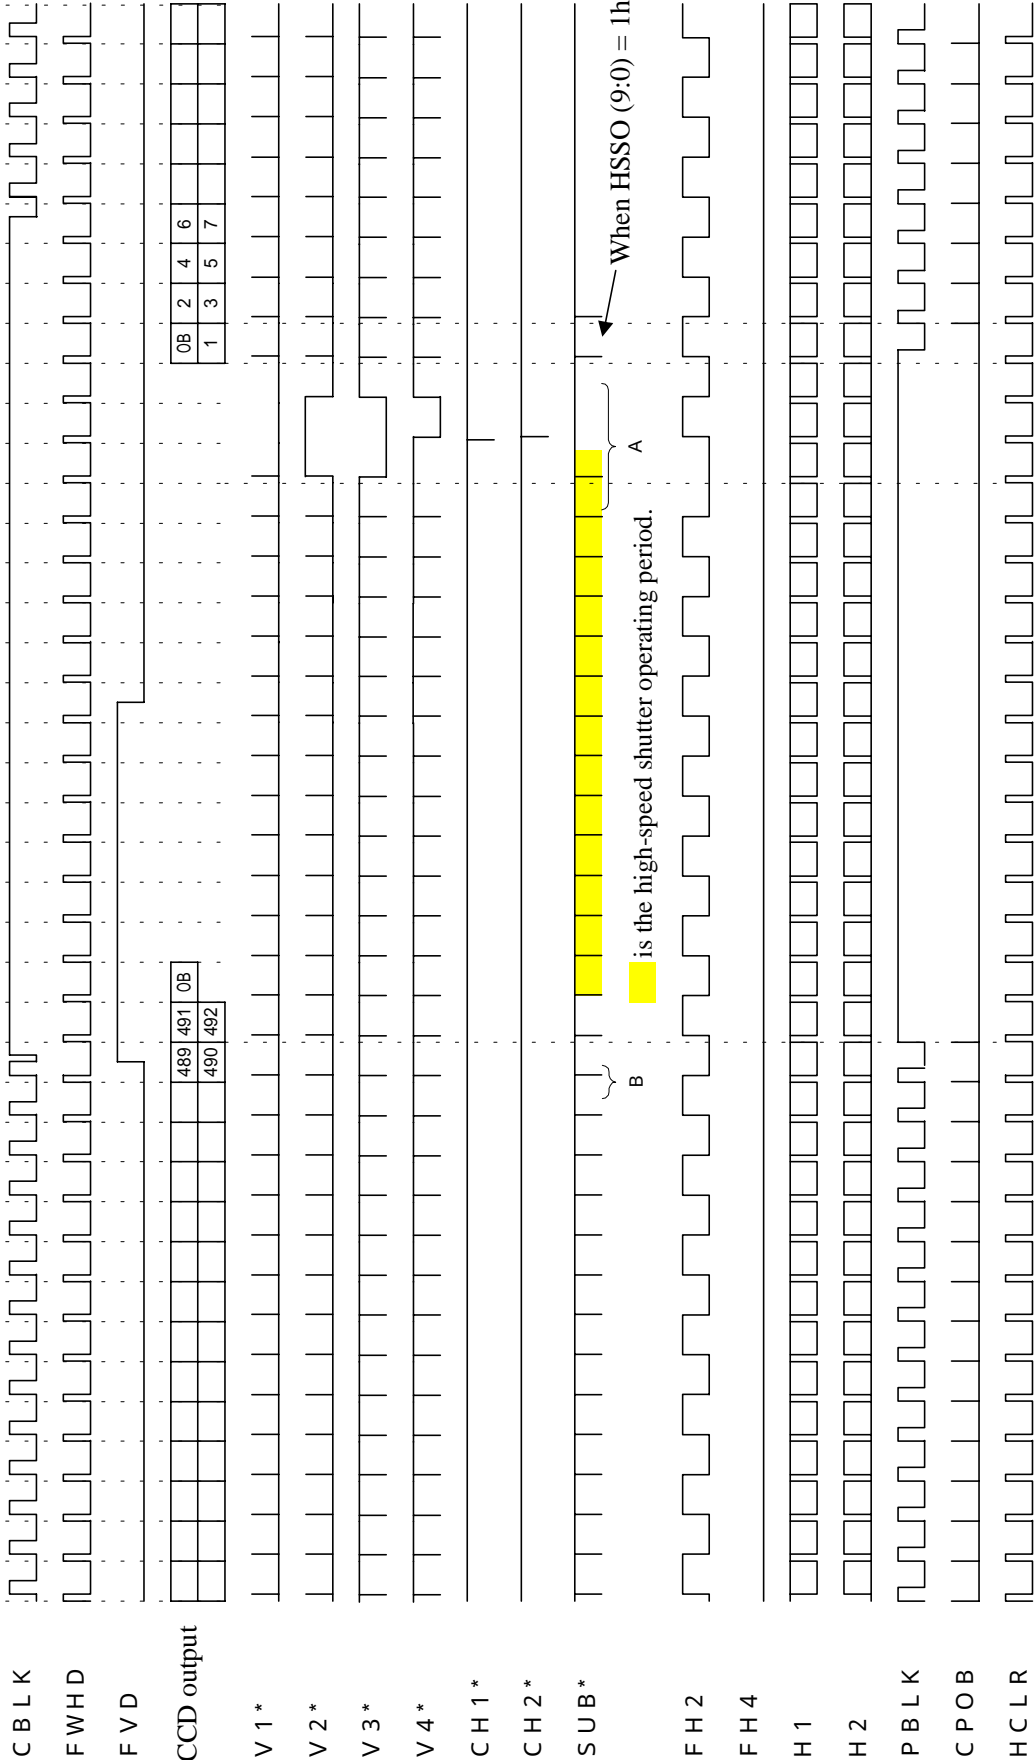 CBLK
FWHD
FVD
CCD output
489 491 0B
490 492
0B 2 4 6
1 3 5 7
V1*
V2*
V3*
V4*
CH1*
CH2*
SUB*
B
A
When HSSO (9:0) = 1h
is the high-speed shutter operating period.
FH2
FH4
H1
H2
PBLK
CPOB
HCLR